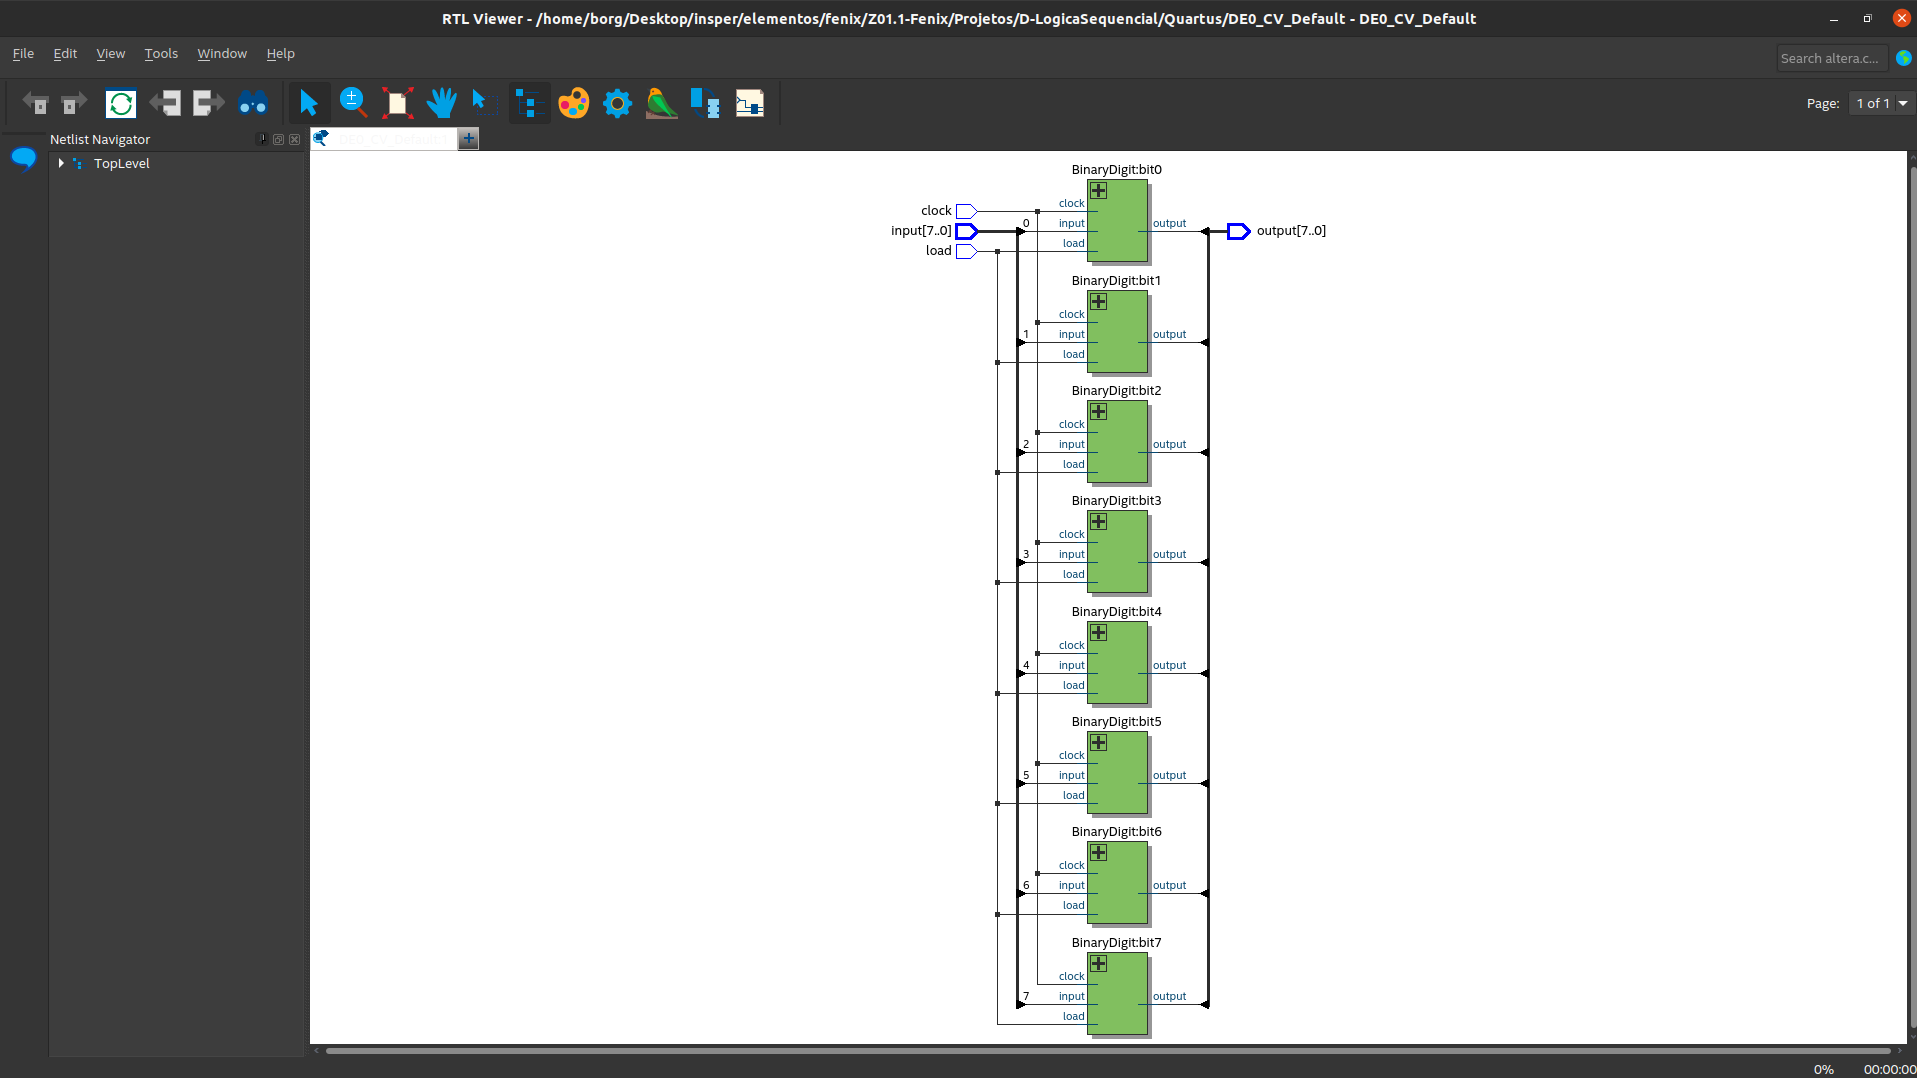 RTL Viewer - /home/borg/Desktop/insper/elementos/fenix/Z01.1-Fenix/Projetos/D-LogicaSequencial/Quartus/DE0_CV_Default - DE0_CV_Default
File Edit View Tools Window Help
Search altera.c...
Page: 1 of 1
Netlist Navigator
TopLevel
BinaryDigit:bit0
clock
input[7..0]
load
clock
0 input
load
output
output[7..0]
BinaryDigit:bit1
clock
1 input
load
output
BinaryDigit:bit2
clock
2 input
load
output
BinaryDigit:bit3
clock
3 input
load
output
BinaryDigit:bit4
clock
4 input
load
output
BinaryDigit:bit5
clock
5 input
load
output
BinaryDigit:bit6
clock
6 input
load
output
BinaryDigit:bit7
clock
7 input
load
output
0% 00:00:00